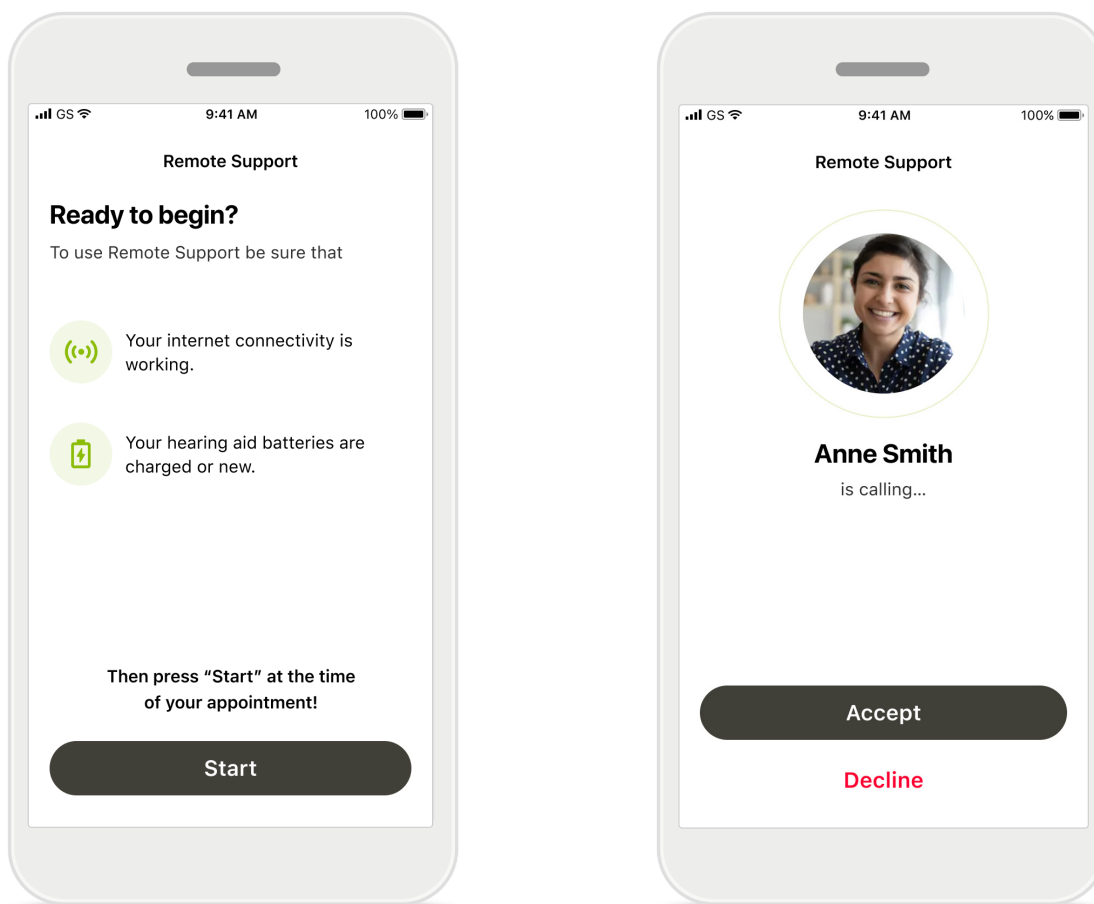 GS 9:41 AM 100%
Remote Support
Ready to begin?
To use Remote Support be sure that
Your internet connectivity is
working.
Your hearing aid batteries are
charged or new.
Then press “Start” at the time
of your appointment!
Start
GS 9:41 AM 100%
Remote Support
Anne Smith
is calling...
Accept
Decline